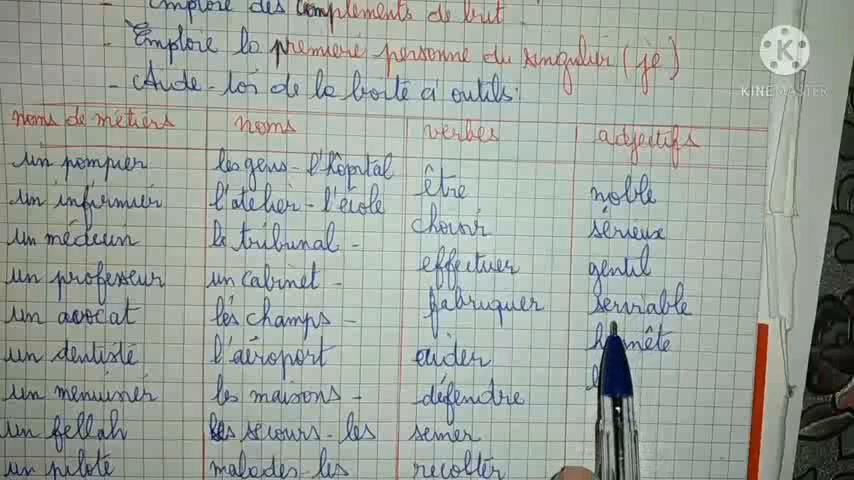 - Emploie des compléments de but.
- Emploie la première personne du singulier (je)
- Aide-toi de la boîte à outils:
KINEMASTER
noms de métiers noms verbes adjectifs
un pompier les gens - l'hôpital être noble
un infirmier l'atelier - l'école choisir sérieux
un médecin le tribunal - effectuer gentil
un professeur un cabinet - fabriquer serviable
un avocat les champs - aider
un dentiste l'aéroport défendre
un menuisier les maisons - semer
un fellah les secours - les récolter
un pilote malades - les